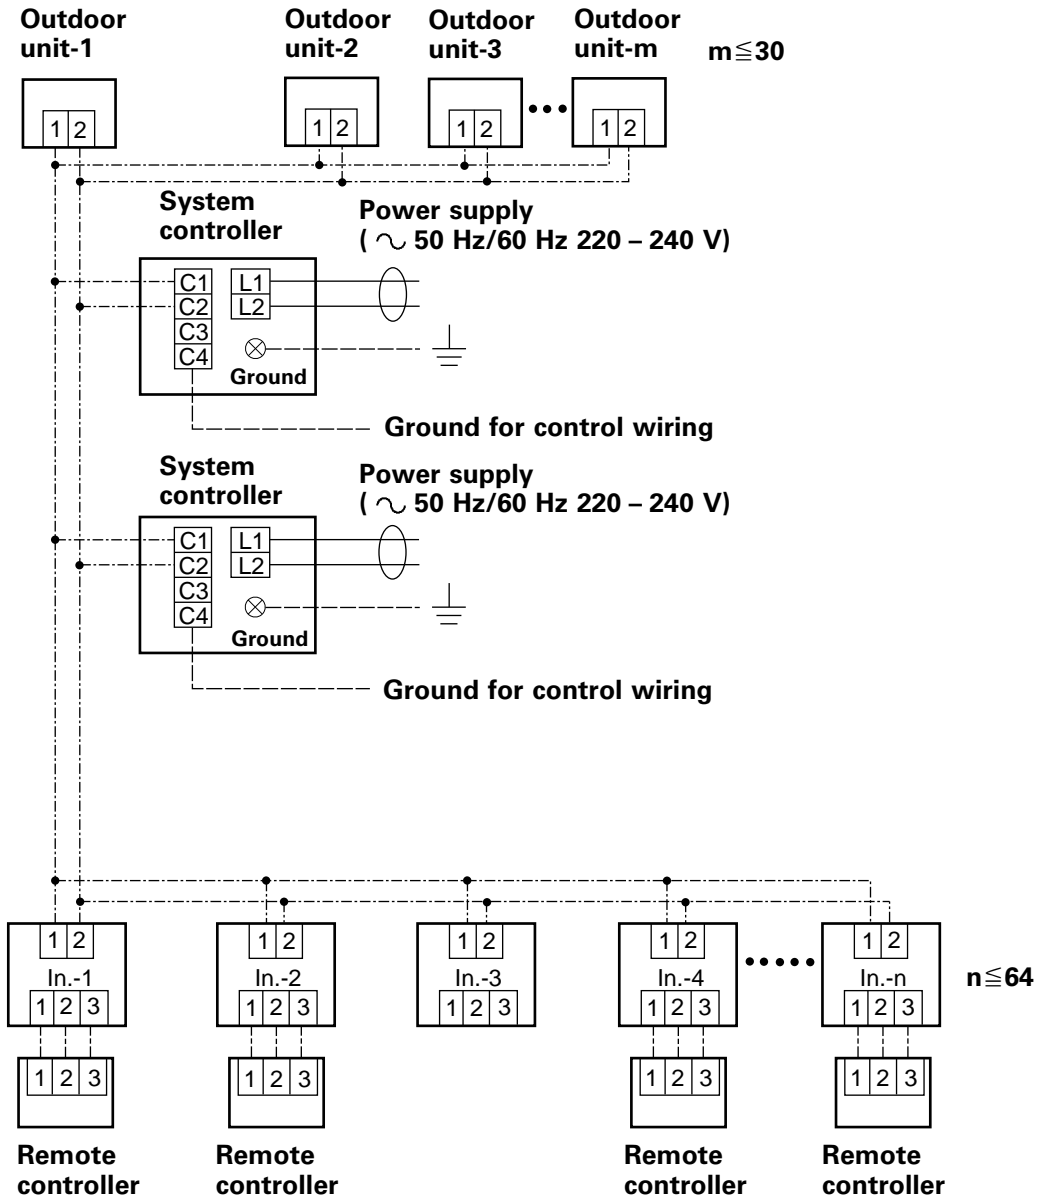 Outdoor unit-1
Outdoor unit-2
Outdoor unit-3
Outdoor unit-m
m≦30
1 2
1 2
1 2
1 2
System controller
Power supply
( ∿ 50 Hz/60 Hz 220 – 240 V)
C1 L1
C2 L2
C3
C4
Ground
Ground for control wiring
System controller
Power supply
( ∿ 50 Hz/60 Hz 220 – 240 V)
C1 L1
C2 L2
C3
C4
Ground
Ground for control wiring
1 2
1 2
1 2
1 2
1 2
In.-1
In.-2
In.-3
In.-4
In.-n
n≦64
1 2 3
1 2 3
1 2 3
1 2 3
1 2 3
1 2 3
1 2 3
1 2 3
1 2 3
Remote controller
Remote controller
Remote controller
Remote controller